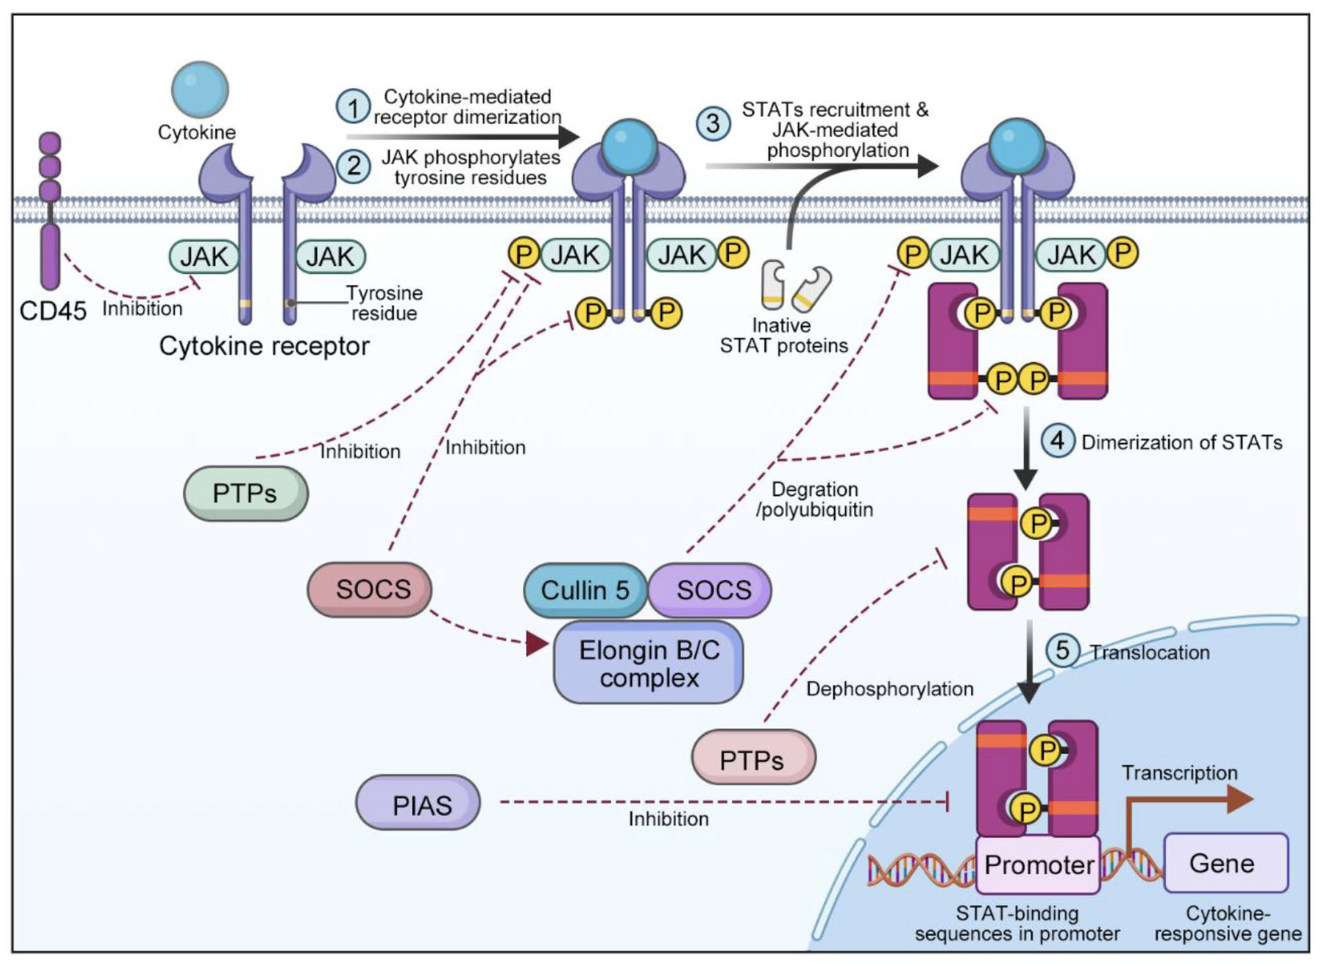 Cytokine
1
Cytokine-mediated
receptor dimerization
2
JAK phosphorylates
tyrosine residues
3
STATs recruitment &
JAK-mediated
phosphorylation
CD45
Inhibition
JAK
JAK
Tyrosine
residue
Cytokine receptor
P
JAK
JAK
P
P
P
Inative
STAT proteins
P
JAK
JAK
P
P
P
P
P
4
Dimerization of STATs
Inhibition
Inhibition
PTPs
Degration
/polyubiquitin
P
P
SOCS
Cullin 5
SOCS
Elongin B/C
complex
5
Translocation
Dephosphorylation
PTPs
PIAS
Inhibition
P
P
Transcription
Promoter
Gene
STAT-binding
sequences in promoter
Cytokine-
responsive gene